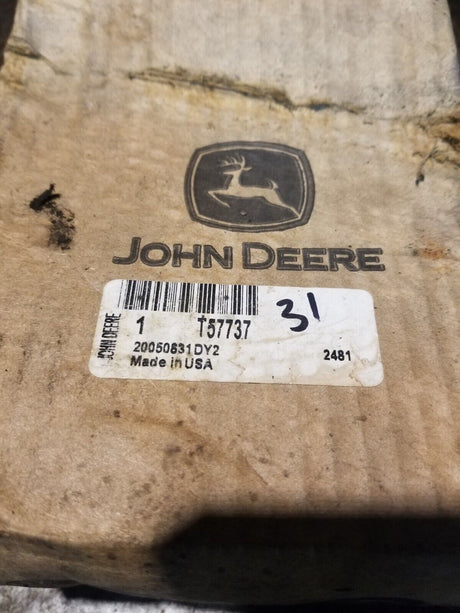 JOHN DEERE
JOHN DEERE
1 T57737 31
20050831DY2 2481
Made in USA